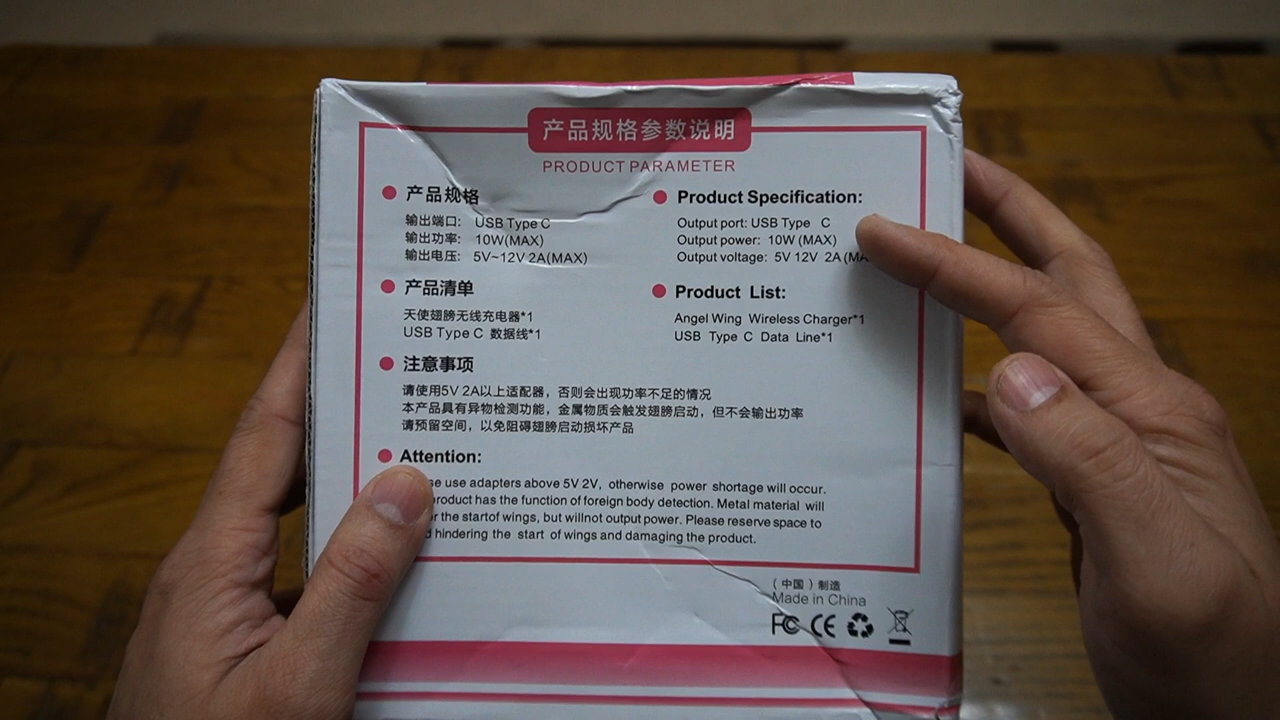 产品规格参数说明
PRODUCT PARAMETER
产品规格
输出端口: USB Type C
输出功率: 10W(MAX)
输出电压: 5V~12V 2A(MAX)
产品清单
天使翅膀无线充电器*1
USB Type C 数据线*1
注意事项
请使用5V 2A以上适配器，否则会出现功率不足的情况
本产品具有异物检测功能，金属物质会触发翅膀启动，但不会输出功率
请预留空间，以免阻碍翅膀启动损坏产品
Product Specification:
Output port: USB Type C
Output power: 10W (MAX)
Output voltage: 5V 12V 2A
Product List:
Angel Wing Wireless Charger*1
USB Type C Data Line*1
Attention:
use adapters above 5V 2V, otherwise power shortage will occur.
product has the function of foreign body detection. Metal material will
the startof wings, but willnot output power. Please reserve space to
hindering the start of wings and damaging the product.
(中国) 制造
Made in China
FC CE